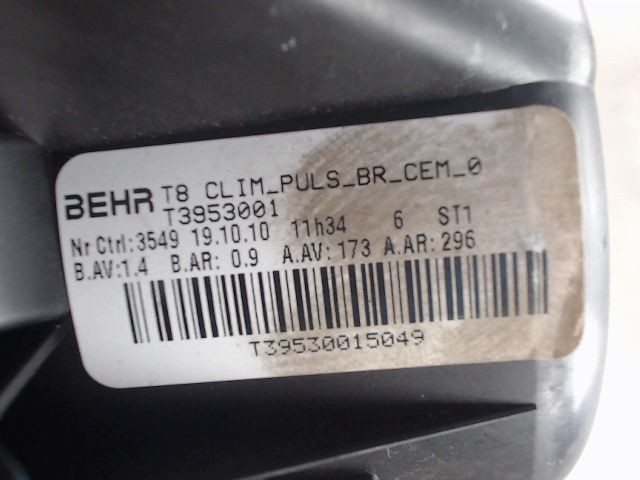 BEHR T8 CLIM_PULS_BR_CEM_0
T3953001
Nr Ctrl:3549 19.10.10 11h34 6 ST1
B.AV:1.4 B.AR: 0.9 A.AV: 173 A.AR: 296
T39530015049